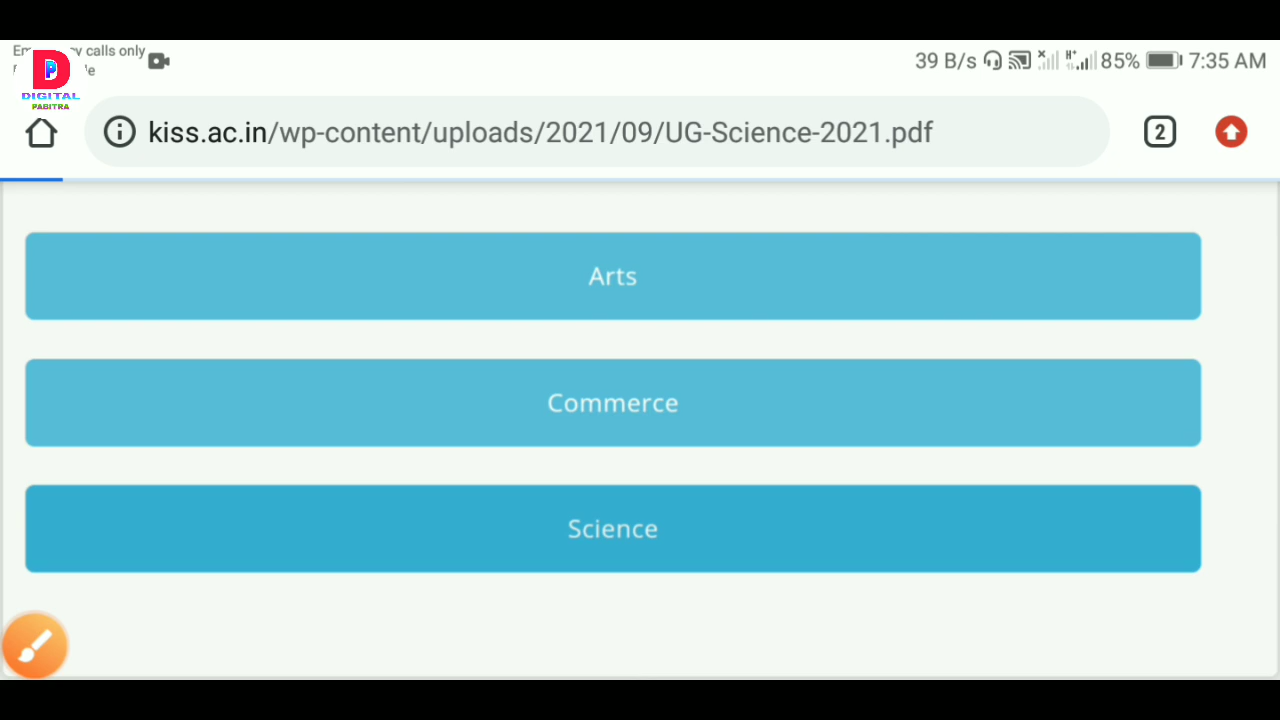 calls only
39 B/s
H+
85%
7:35 AM
D
P
DIGITAL
PABITRA
kiss.ac.in/wp-content/uploads/2021/09/UG-Science-2021.pdf
2
Arts
Commerce
Science